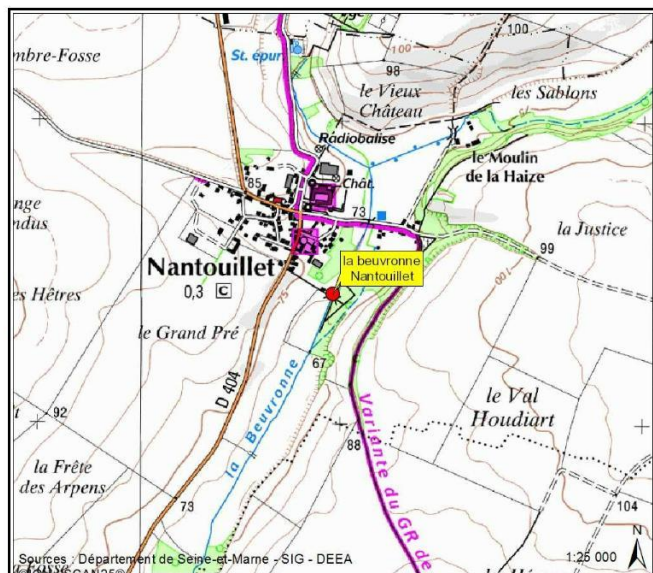 100
100
St. épur
98
les Sablons
mbre-Fosse
le Vieux
Château
Radiobalise
75
le Moulin
de la Haize
85
Chât.
73
la Justice
99
la beuvronne
Nantouillet
100
Nantouillet
75
0,3 C
es Hêtres
le Grand Pré
67
D 404
la Beuvronne
le Val
Houdiart
Variante du GR de
92
88
la Frête
des Arpens
73
104
N
Sources : Département de Seine-et-Marne - SIG - DEEA
1:25 000